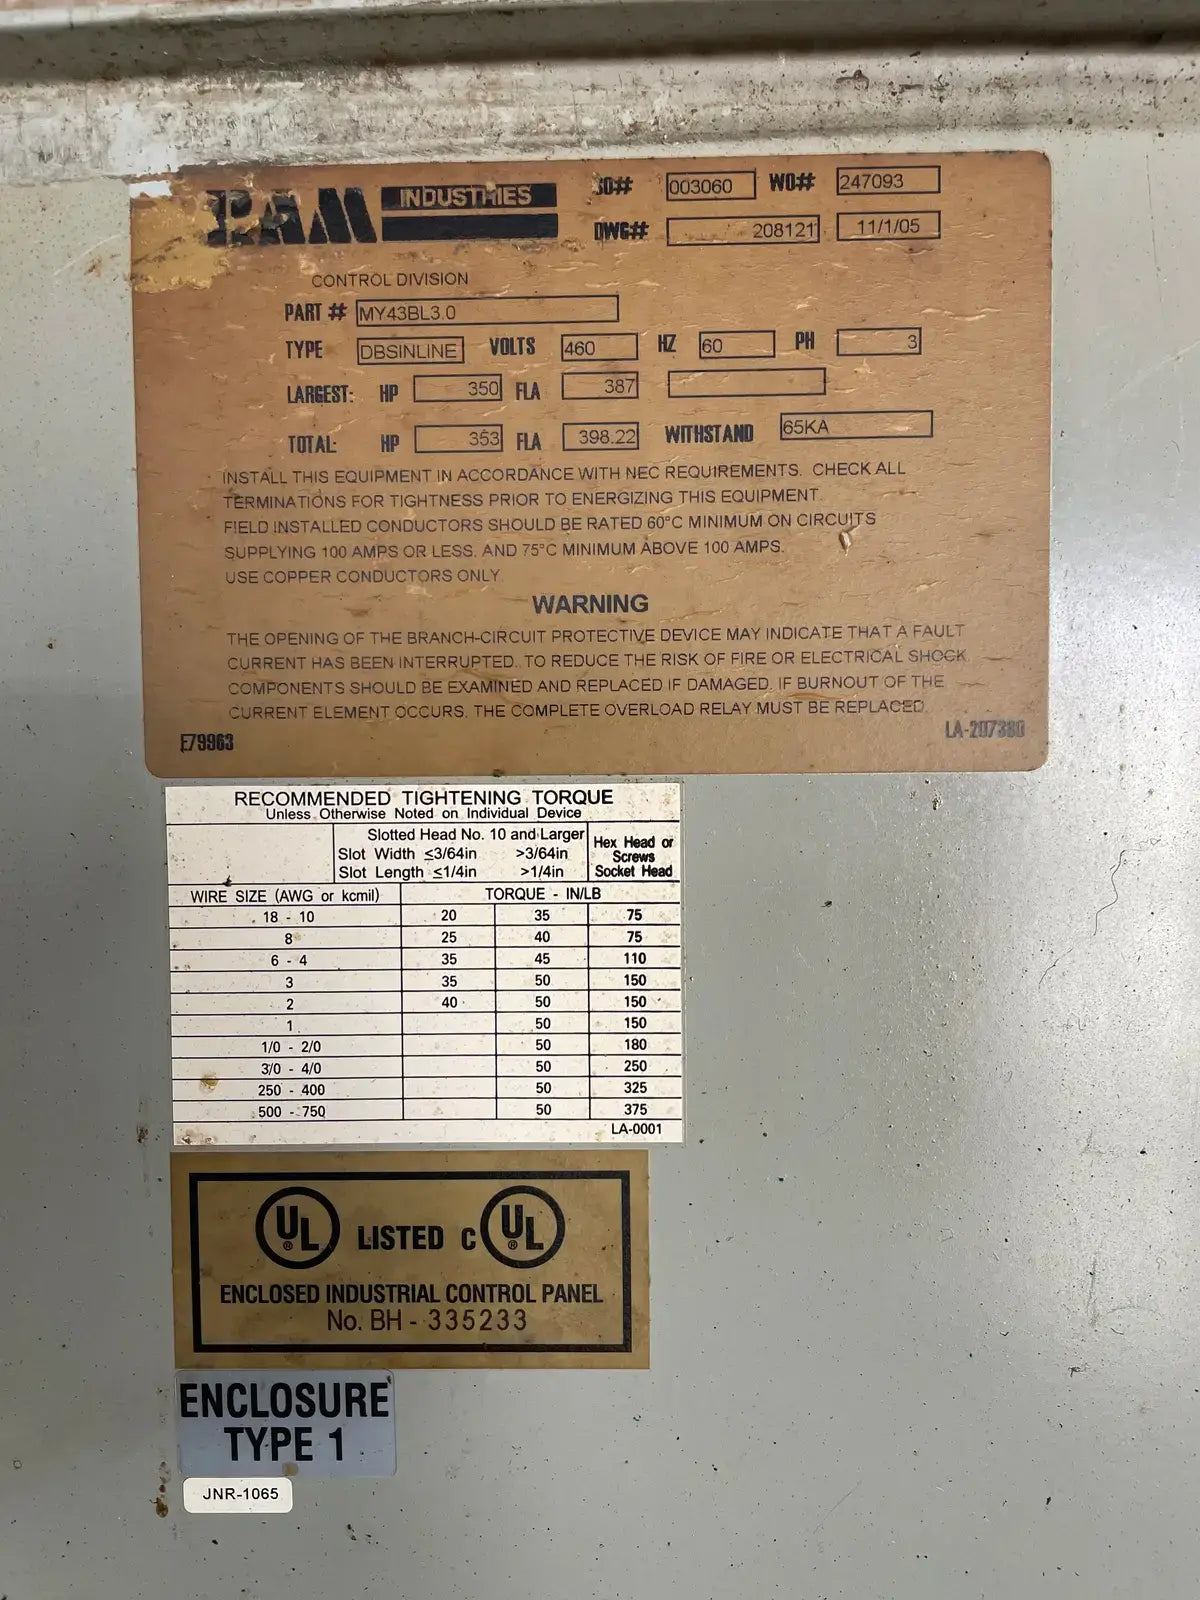 RAM INDUSTRIES SO## 003060 WO## 247093
DWG## 208121 11/1/05
CONTROL DIVISION
PART ## MY43BL3.0
TYPE DBSINLINE VOLTS 460 HZ 60 PH 3
LARGEST: HP 350 FLA 387
TOTAL: HP 353 FLA 398.22 WITHSTAND 65KA
INSTALL THIS EQUIPMENT IN ACCORDANCE WITH NEC REQUIREMENTS. CHECK ALL
TERMINATIONS FOR TIGHTNESS PRIOR TO ENERGIZING THIS EQUIPMENT.
FIELD INSTALLED CONDUCTORS SHOULD BE RATED 60°C MINIMUM ON CIRCUITS
SUPPLYING 100 AMPS OR LESS, AND 75°C MINIMUM ABOVE 100 AMPS.
USE COPPER CONDUCTORS ONLY.
WARNING
THE OPENING OF THE BRANCH-CIRCUIT PROTECTIVE DEVICE MAY INDICATE THAT A FAULT
CURRENT HAS BEEN INTERRUPTED. TO REDUCE THE RISK OF FIRE OR ELECTRICAL SHOCK
COMPONENTS SHOULD BE EXAMINED AND REPLACED IF DAMAGED. IF BURNOUT OF THE
CURRENT ELEMENT OCCURS, THE COMPLETE OVERLOAD RELAY MUST BE REPLACED.
E79963 LA-207380
RECOMMENDED TIGHTENING TORQUE
Unless Otherwise Noted on Individual Device
Slotted Head No. 10 and Larger Hex Head or
Slot Width ≤3/64in >3/64in Screws
Slot Length ≤1/4in >1/4in Socket Head
WIRE SIZE (AWG or kcmil) TORQUE - IN/LB
18 - 10 20 35 75
8 25 40 75
6 - 4 35 45 110
3 35 50 150
2 40 50 150
1 50 150
1/0 - 2/0 50 180
3/0 - 4/0 50 250
250 - 400 50 325
500 - 750 50 375
LA-0001
UL ® LISTED C UL ®
ENCLOSED INDUSTRIAL CONTROL PANEL
No. BH - 335233
ENCLOSURE
TYPE 1
JNR-1065